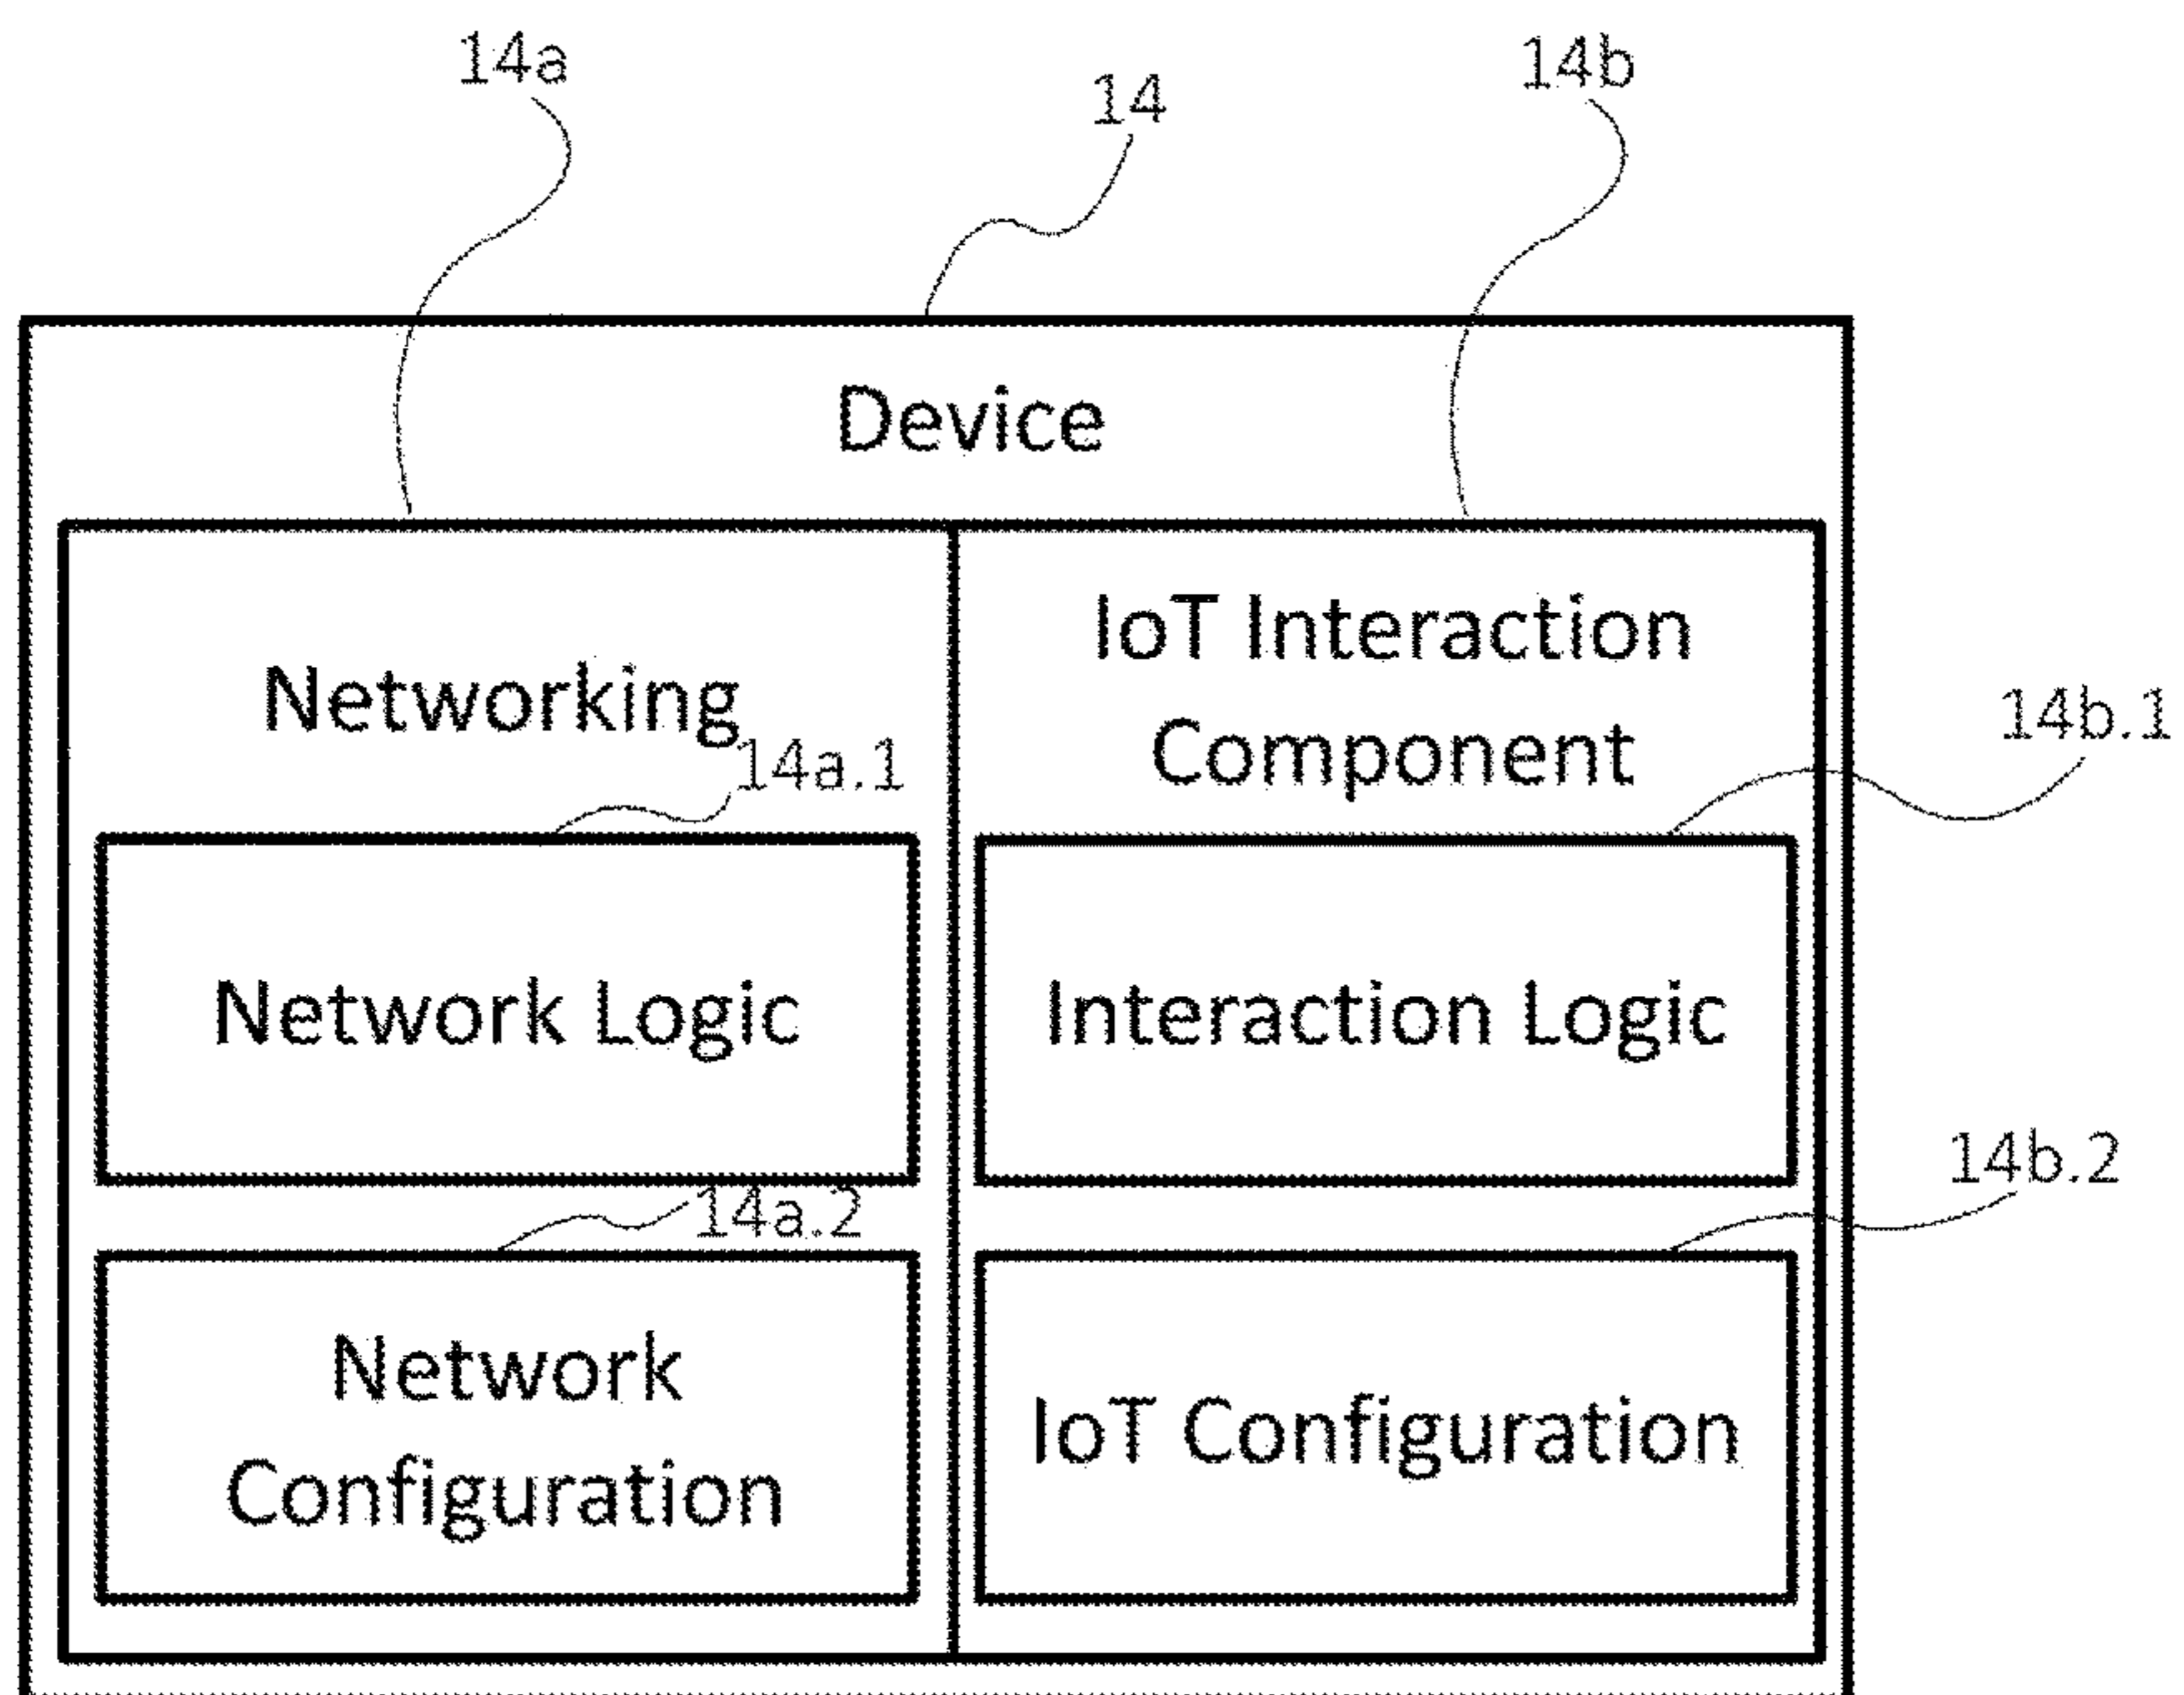 14a
14
14b
Device
Networking
IoT Interaction
Component
14a.1
14b.1
Network Logic
Interaction Logic
14a.2
14b.2
Network
Configuration
IoT Configuration